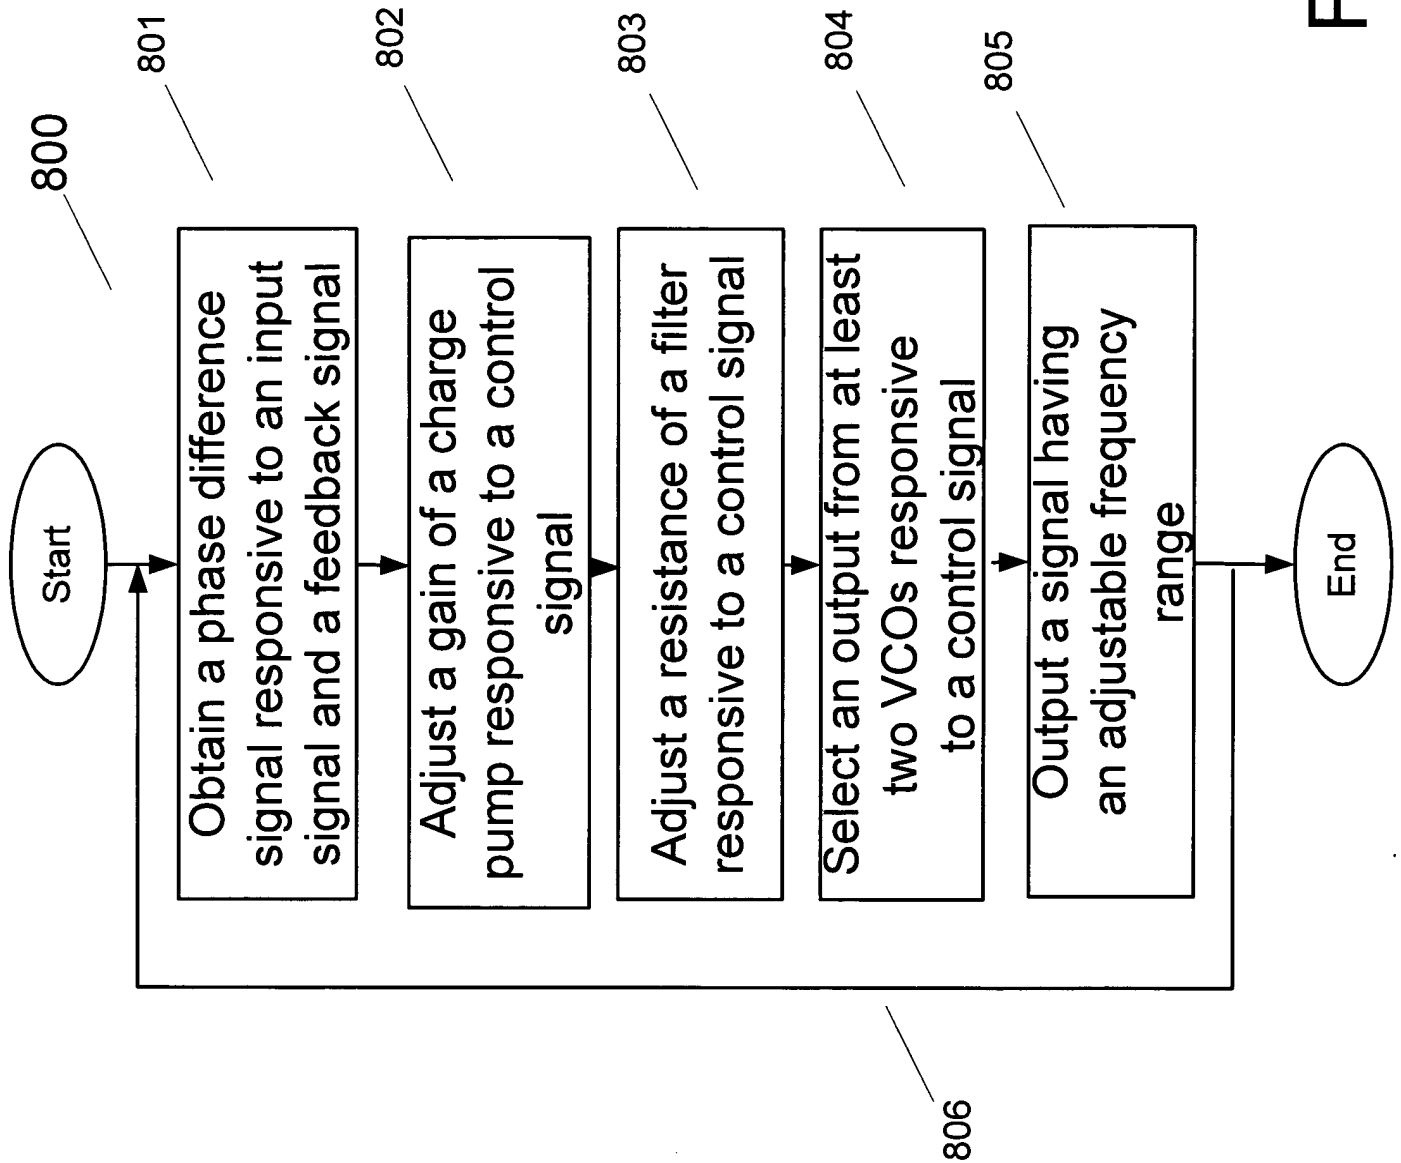 800
Start
801
Obtain a phase difference
signal responsive to an input
signal and a feedback signal
802
Adjust a gain of a charge
pump responsive to a control
signal
803
Adjust a resistance of a filter
responsive to a control signal
804
Select an output from at least
two VCOs responsive
to a control signal
805
Output a signal having
an adjustable frequency
range
806
End
F